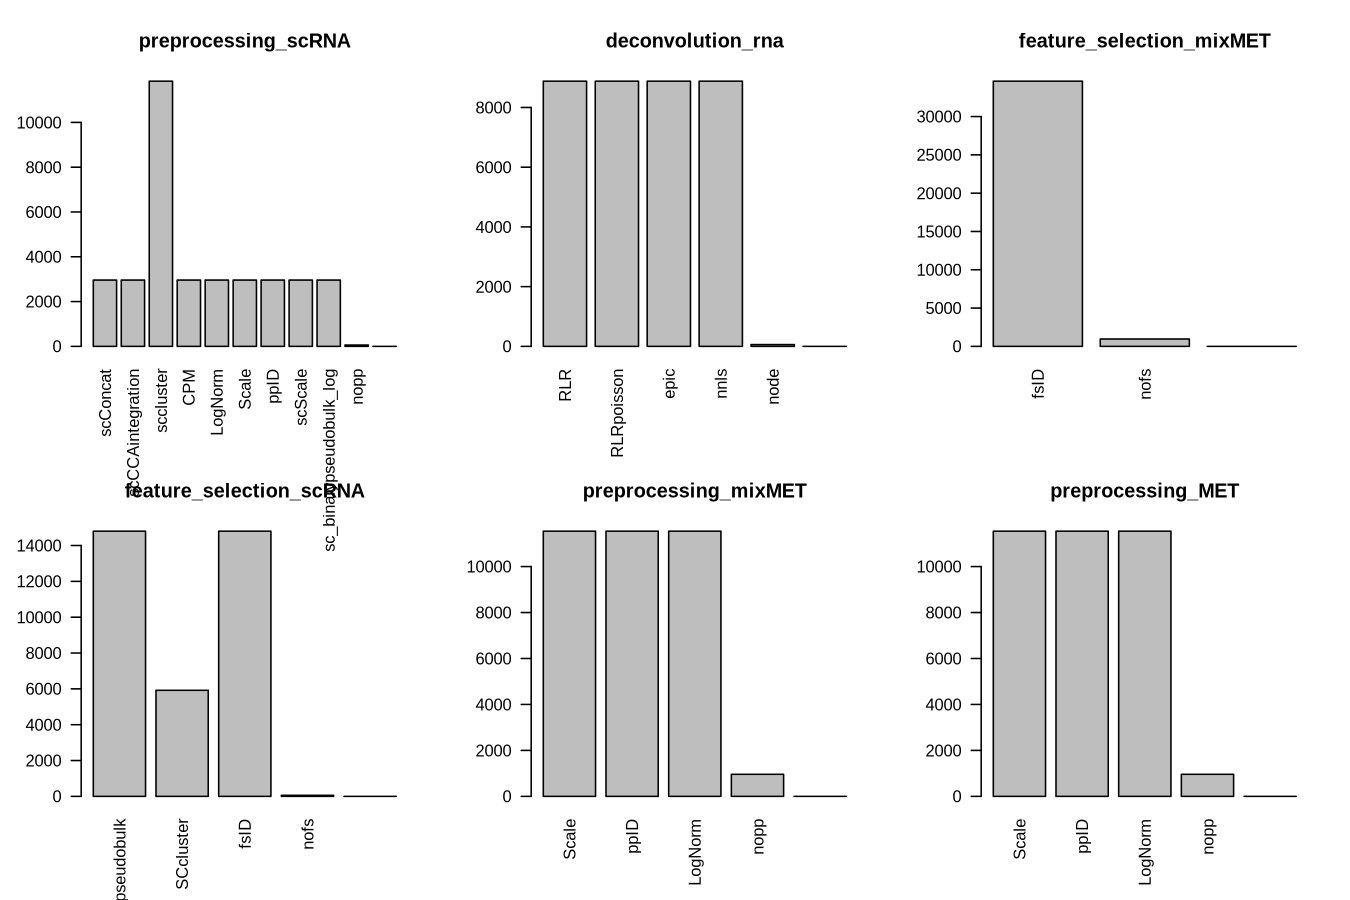 preprocessing_scRNA
10000
8000
6000
4000
2000
0
scConcat
sccluster
CPM
LogNorm
Scale
ppID
scScale
nopp
deconvolution_rna
8000
6000
4000
2000
0
RLR
RLRpoisson
epic
nnls
node
feature_selection_mixMET
30000
25000
20000
15000
10000
5000
0
fsID
nofs
feature_selection_scRNA
14000
12000
10000
8000
6000
4000
2000
0
pseudobulk
SCcluster
fsID
nofs
preprocessing_mixMET
10000
8000
6000
4000
2000
0
Scale
ppID
LogNorm
nopp
preprocessing_MET
10000
8000
6000
4000
2000
0
Scale
ppID
LogNorm
nopp